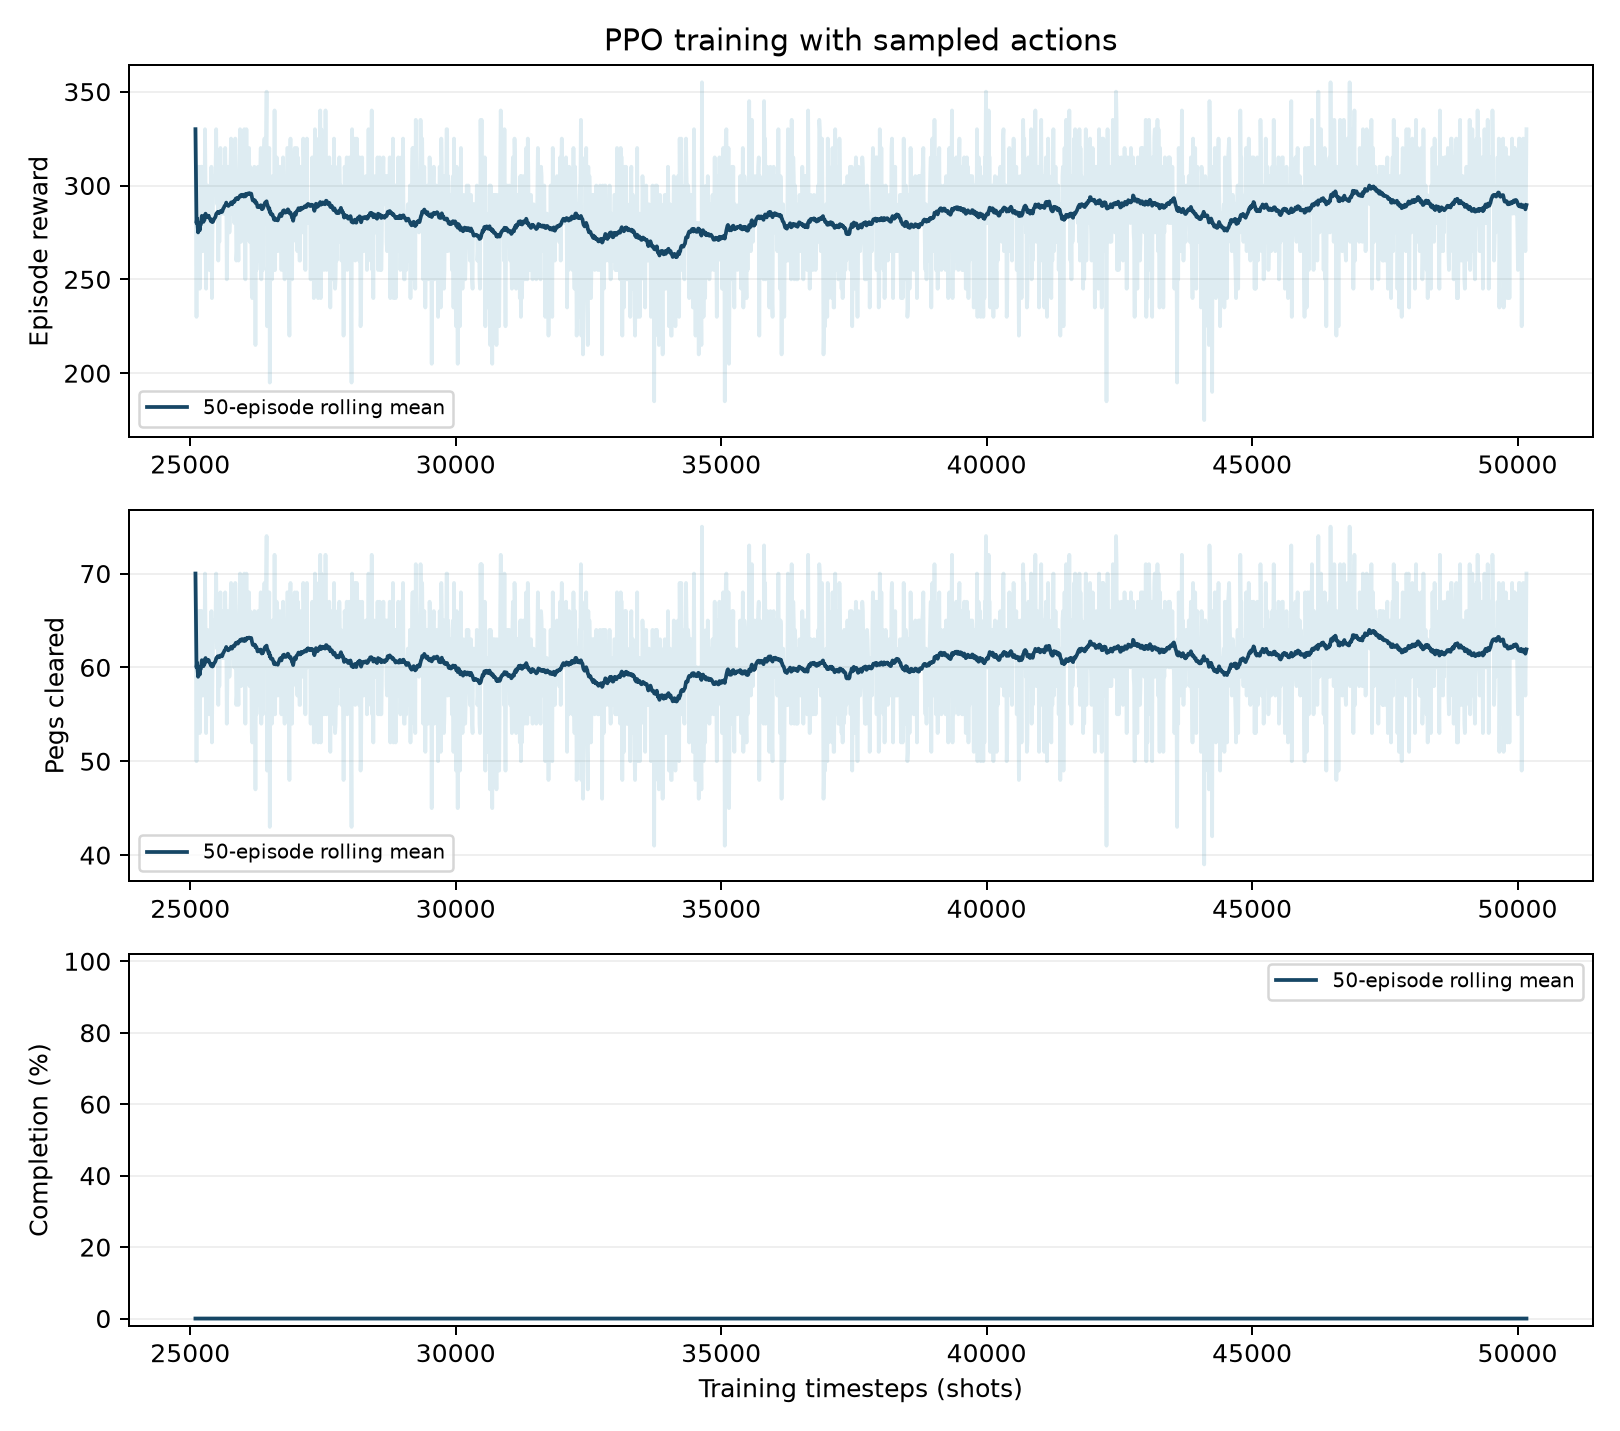 PPO training with sampled actions
Episode reward
350
300
250
200
50-episode rolling mean
25000 30000 35000 40000 45000 50000
Pegs cleared
70
60
50
40
50-episode rolling mean
25000 30000 35000 40000 45000 50000
Completion (%)
100
80
60
40
20
0
50-episode rolling mean
25000 30000 35000 40000 45000 50000
Training timesteps (shots)